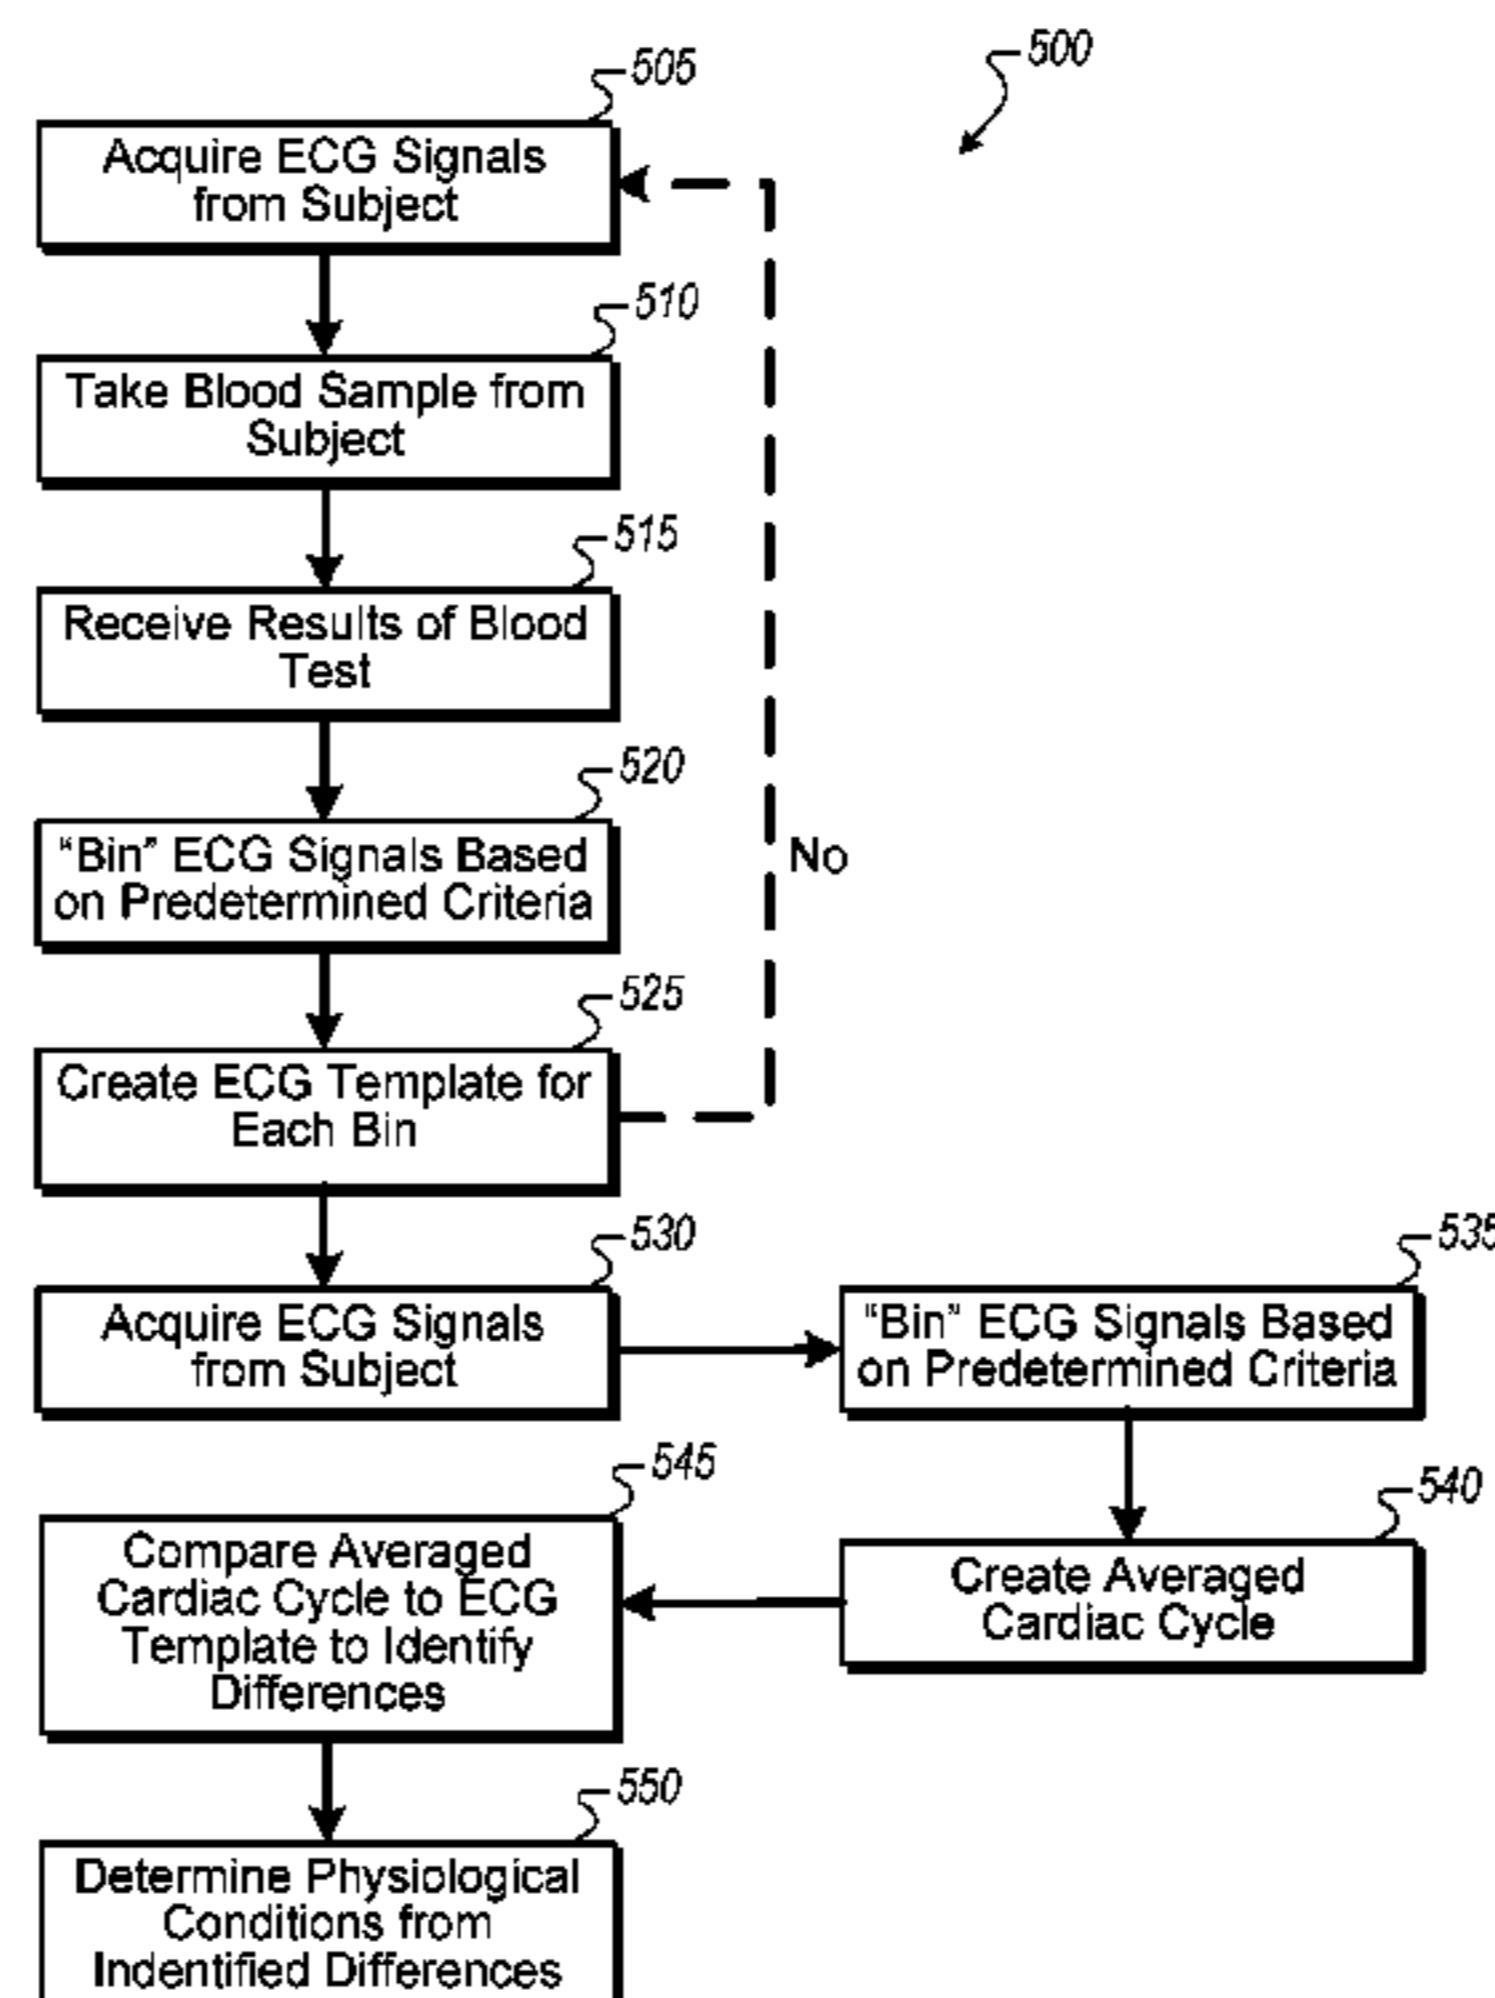 500
505
Acquire ECG Signals
from Subject
510
Take Blood Sample from
Subject
515
Receive Results of Blood
Test
520
“Bin” ECG Signals Based
on Predetermined Criteria
No
525
Create ECG Template for
Each Bin
530
Acquire ECG Signals
from Subject
535
“Bin” ECG Signals Based
on Predetermined Criteria
540
Create Averaged
Cardiac Cycle
545
Compare Averaged
Cardiac Cycle to ECG
Template to Identify
Differences
550
Determine Physiological
Conditions from
Indentified Differences